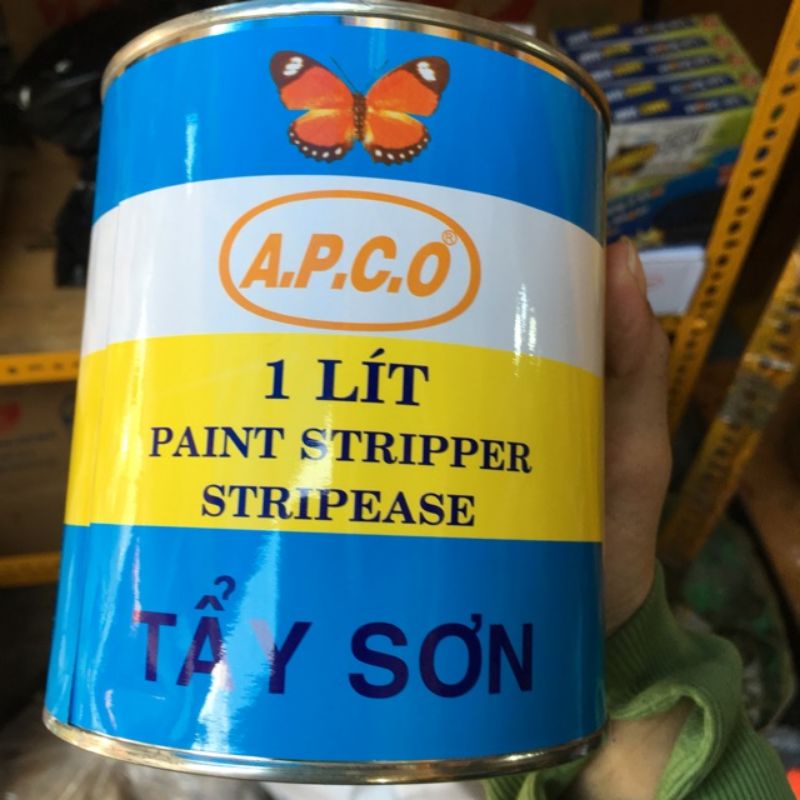 A.P.C.O®
1 LÍT
PAINT STRIPPER
STRIPEASE
TẨY SƠN